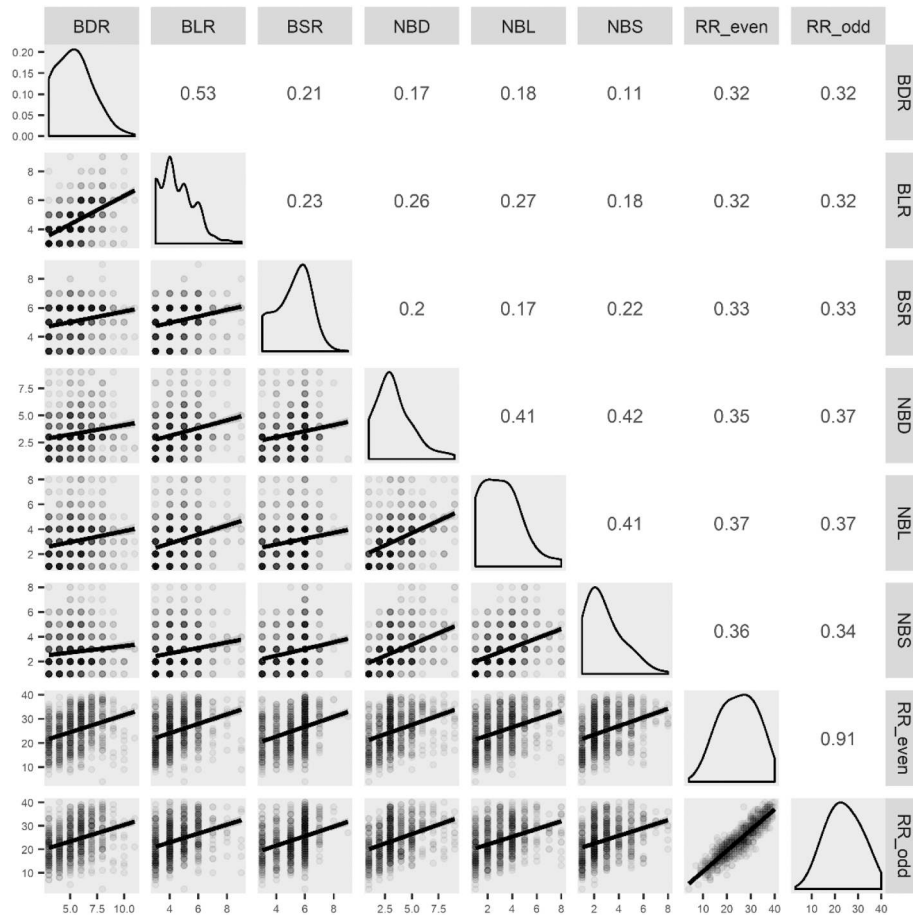 BDR BLR BSR NBD NBL NBS RR_even RR_odd
0.20
0.15
0.10
0.05
0.00
0.53 0.21 0.17 0.18 0.11 0.32 0.32
BDR
8
6
4
0.23 0.26 0.27 0.18 0.32 0.32
BLR
8
6
4
0.2 0.17 0.22 0.33 0.33
BSR
7.5
5.0
2.5
0.41 0.42 0.35 0.37
NBD
8
6
4
2
0.41 0.37 0.37
NBL
8
6
4
2
0.36 0.34
NBS
40
30
20
10
0.91
RR_even
40
30
20
10
RR_odd
5.0 7.5 10.0 4 6 8 4 6 8 2.5 5.0 7.5 2 4 6 8 2 4 6 8 10 20 30 40 10 20 30 40